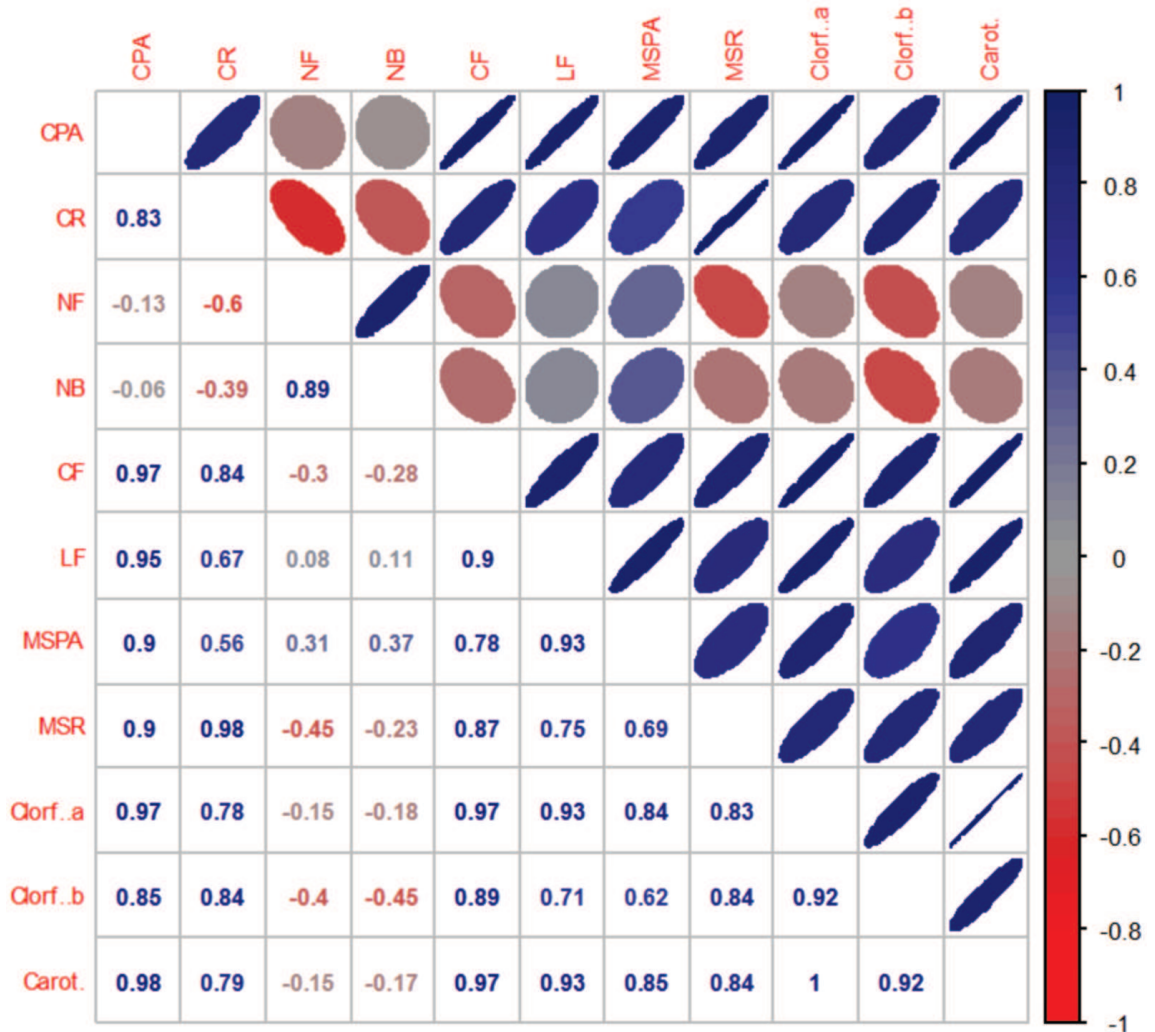 CPA CR NF NB CF LF MSPA MSR Clorf..a Clorf..b Carot.
CPA
CR 0.83
NF -0.13 -0.6
NB -0.06 -0.39 0.89
CF 0.97 0.84 -0.3 -0.28
LF 0.95 0.67 0.08 0.11 0.9
MSPA 0.9 0.56 0.31 0.37 0.78 0.93
MSR 0.9 0.98 -0.45 -0.23 0.87 0.75 0.69
Clorf..a 0.97 0.78 -0.15 -0.18 0.97 0.93 0.84 0.83
Clorf..b 0.85 0.84 -0.4 -0.45 0.89 0.71 0.62 0.84 0.92
Carot. 0.98 0.79 -0.15 -0.17 0.97 0.93 0.85 0.84 1 0.92
1
0.8
0.6
0.4
0.2
0
-0.2
-0.4
-0.6
-0.8
-1